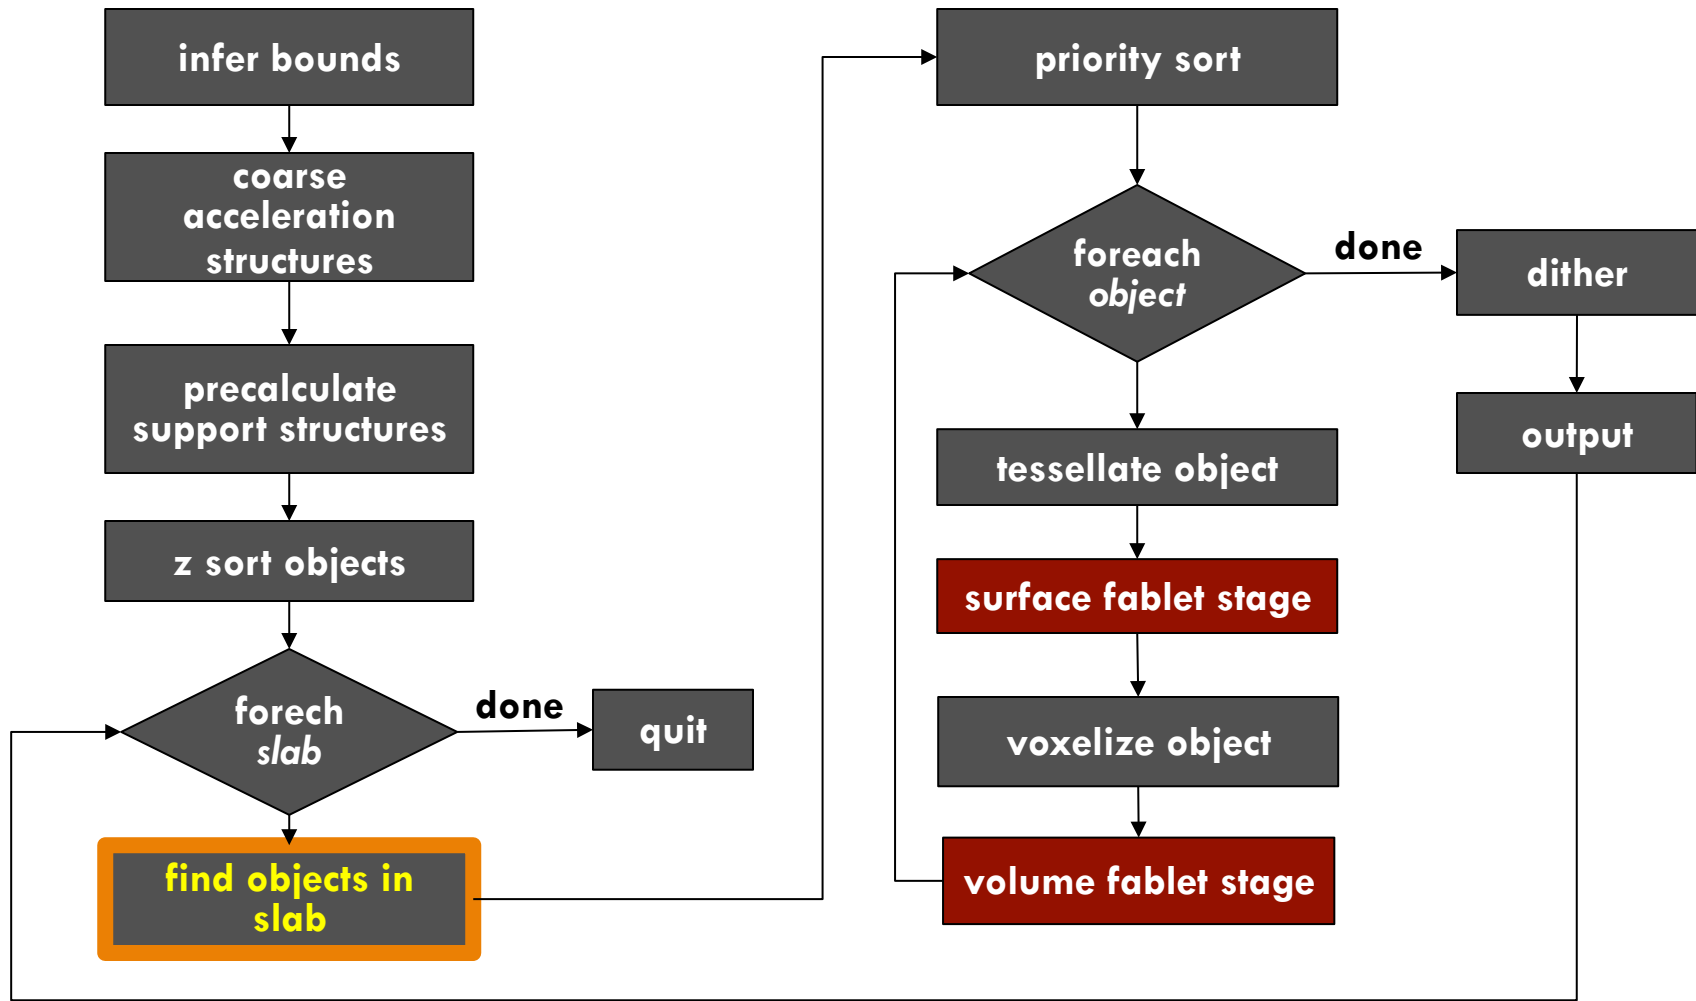 infer bounds
coarse
acceleration
structures
precalculate
support structures
z sort objects
forech
slab
done
quit
find objects in
slab
priority sort
foreach
object
done
dither
output
tessellate object
surface fablet stage
voxelize object
volume fablet stage